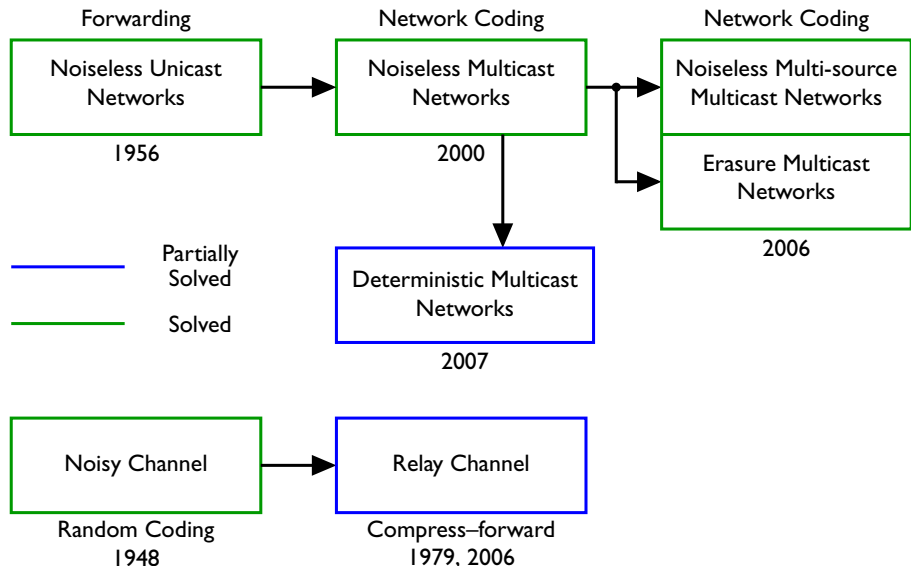 Forwarding
Network Coding
Network Coding
Noiseless Unicast
Networks
Noiseless Multicast
Networks
Noiseless Multi-source
Multicast Networks
1956
2000
Erasure Multicast
Networks
2006
Partially
Solved
Solved
Deterministic Multicast
Networks
2007
Noisy Channel
Relay Channel
Random Coding
1948
Compress–forward
1979, 2006